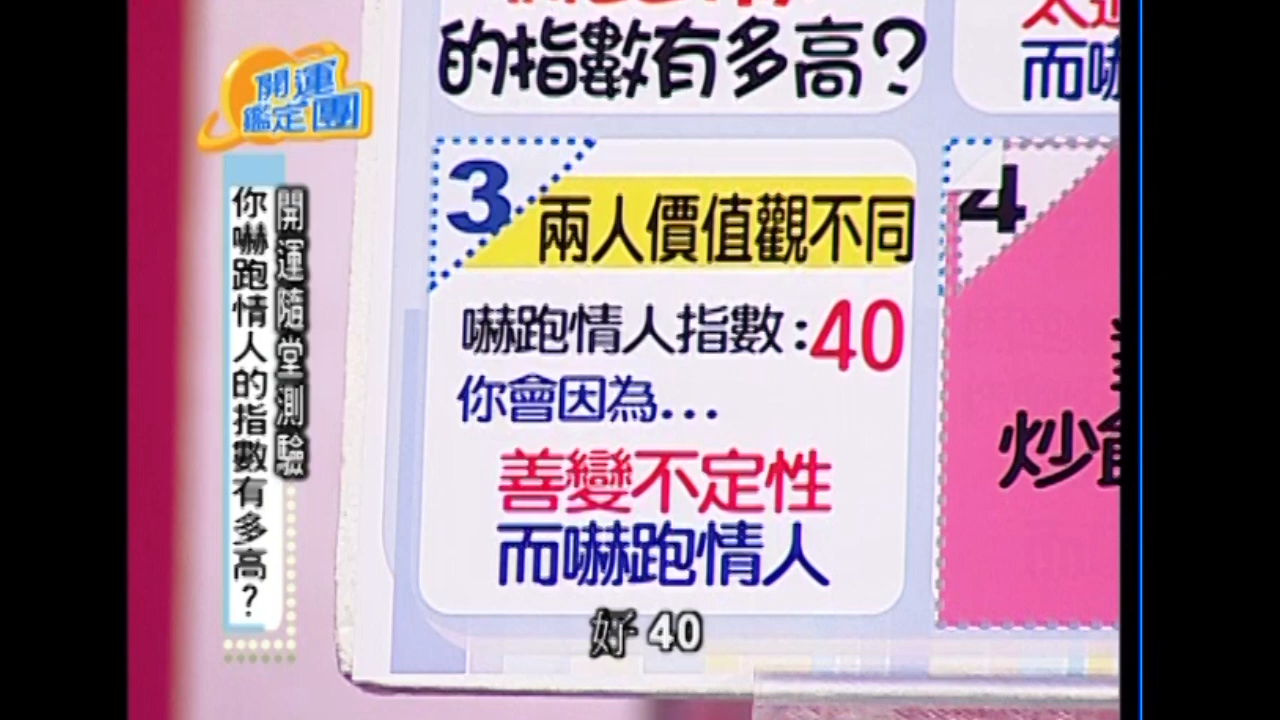 的指數有多高?
而嚇
開運
鑑定團
開運隨堂測驗
你嚇跑情人的指數有多高?
3
兩人價值觀不同
嚇跑情人指數:40
你會因為...
善變不定性
而嚇跑情人
4
炒飯
好 40